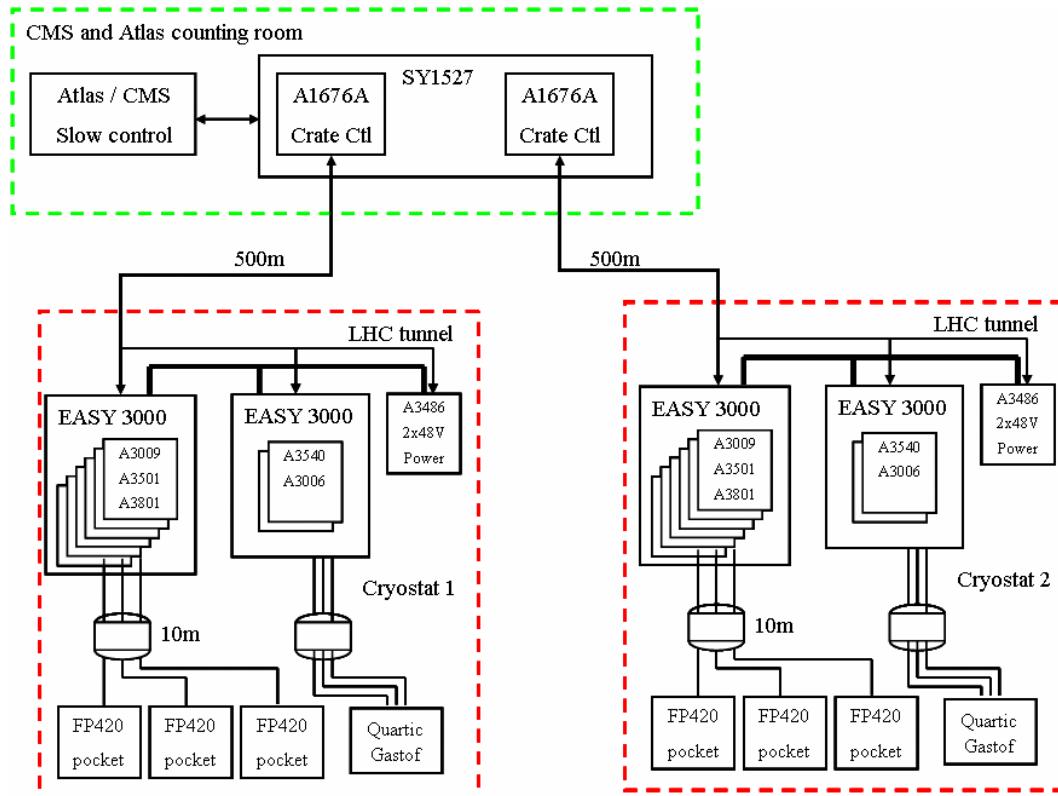 CMS and Atlas counting room
SY1527
Atlas / CMS
Slow control
A1676A
Crate Ctl
A1676A
Crate Ctl
500m
500m
LHC tunnel
EASY 3000
A3009
A3501
A3801
EASY 3000
A3540
A3006
A3486
2x48V
Power
Cryostat 1
10m
FP420
pocket
FP420
pocket
FP420
pocket
Quartic
Gastof
LHC tunnel
EASY 3000
A3009
A3501
A3801
EASY 3000
A3540
A3006
A3486
2x48V
Power
Cryostat 2
10m
FP420
pocket
FP420
pocket
FP420
pocket
Quartic
Gastof